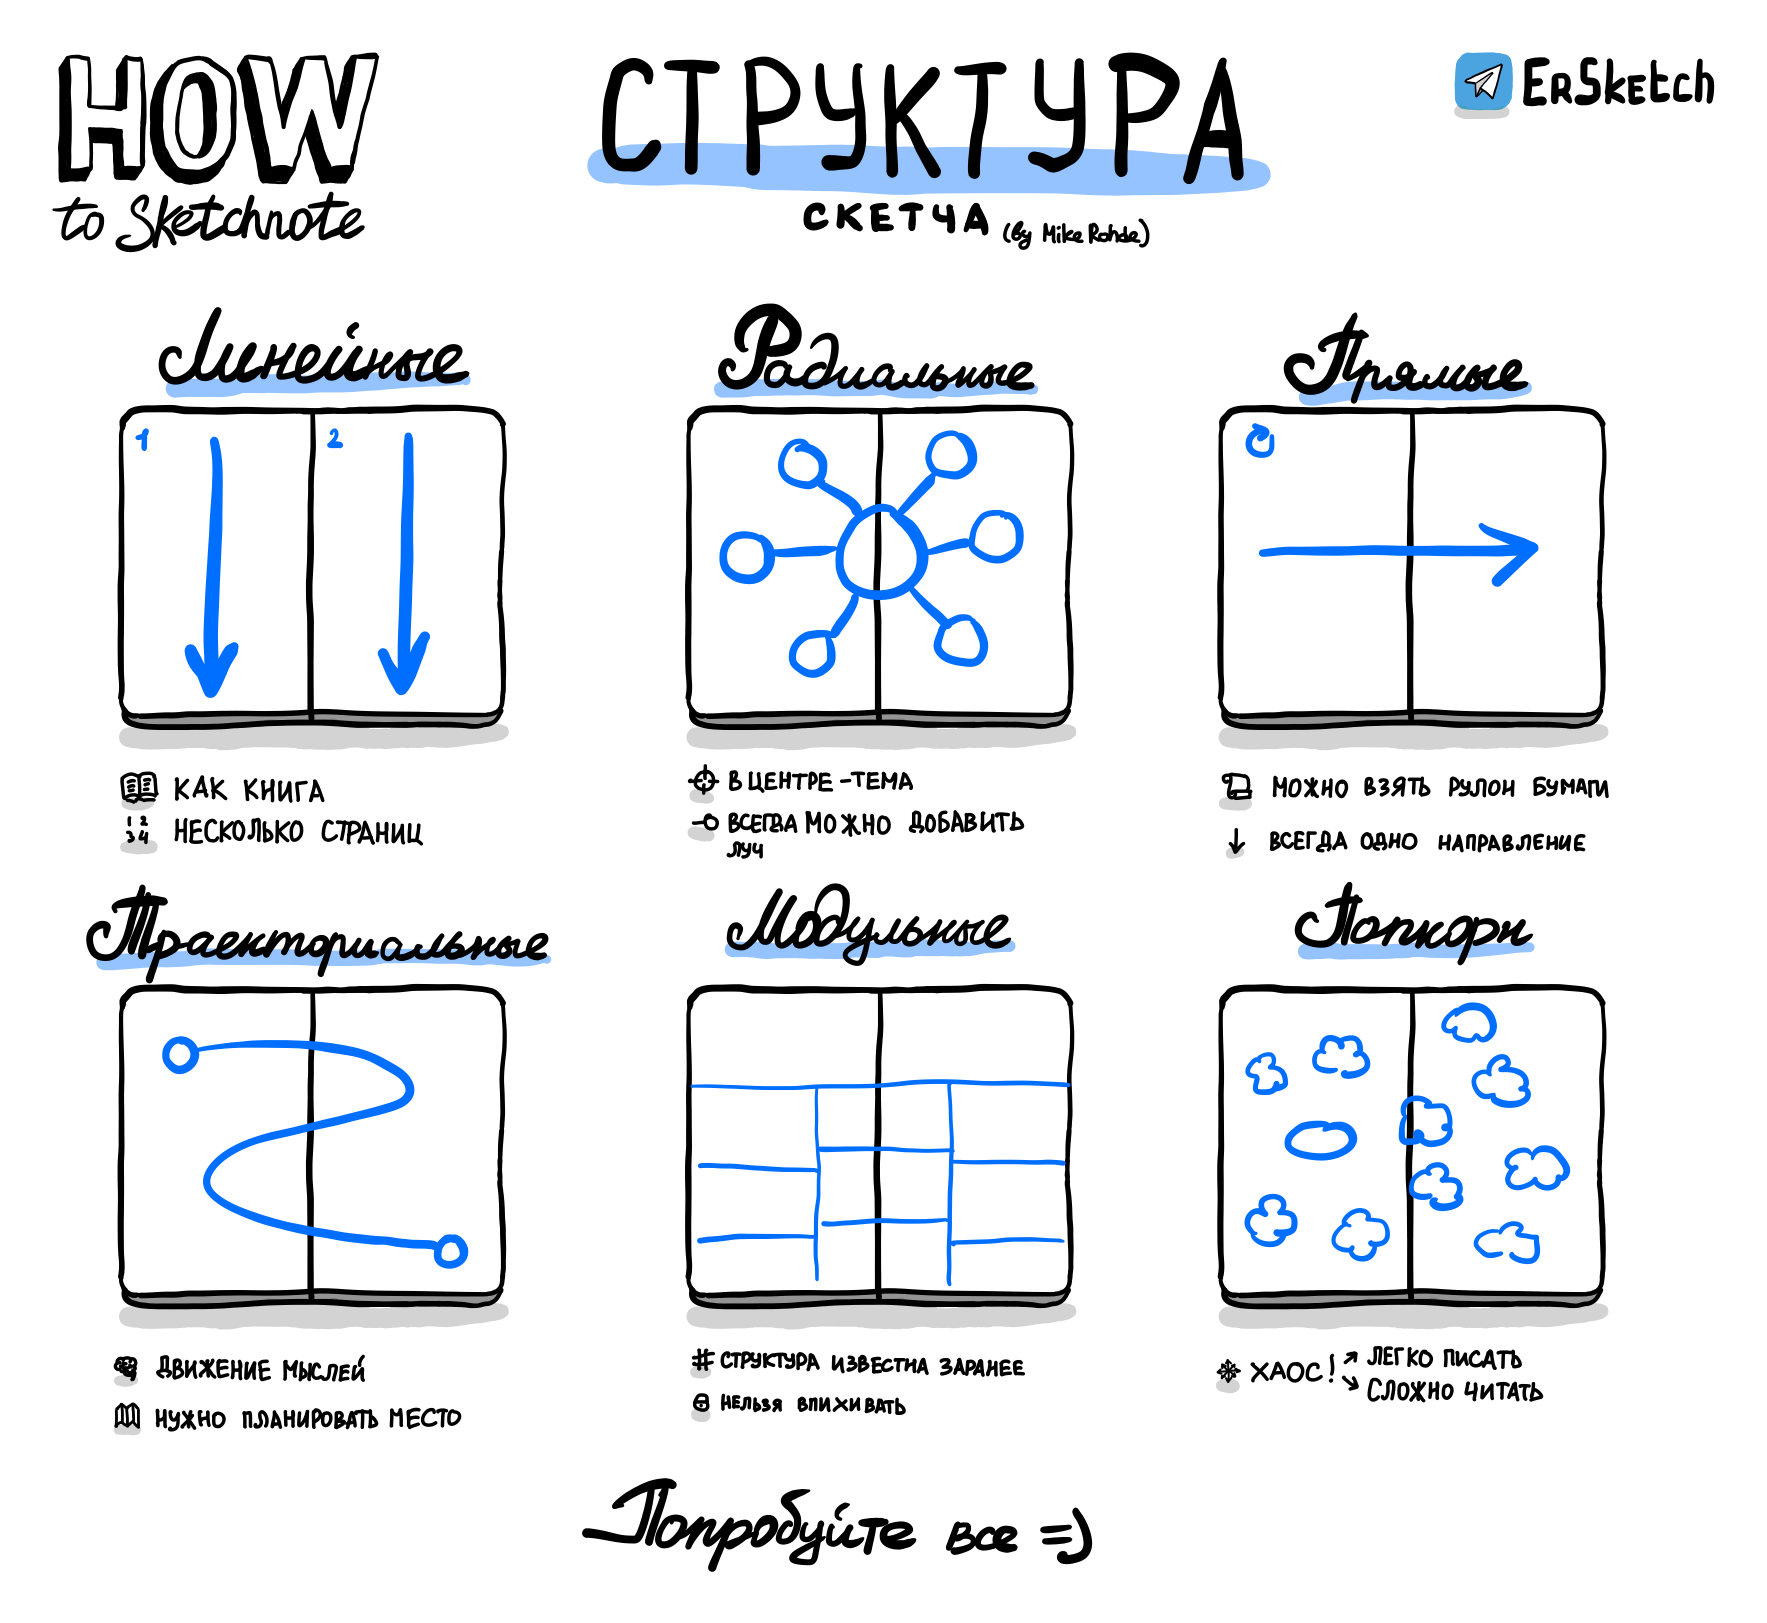 HOW
to Sketchnote
СТРУКТУРА
СКЕТЧА (by Mike Rohde)
ErSketch
Линейные
1
2
КАК КНИГА
1 2
3 4
НЕСКОЛЬКО СТРАНИЦ
Радиальные
В ЦЕНТРЕ - ТЕМА
ВСЕГДА МОЖНО ДОБАВИТЬ
ЛУЧ
Прямые
МОЖНО ВЗЯТЬ РУЛОН БУМАГИ
ВСЕГДА ОДНО НАПРАВЛЕНИЕ
Траекториальные
ДВИЖЕНИЕ МЫСЛЕЙ
НУЖНО ПЛАНИРОВАТЬ МЕСТО
Модульные
# СТРУКТУРА ИЗВЕСТНА ЗАРАНЕЕ
НЕЛЬЗЯ ВПИХИВАТЬ
Попкорн
ХАОС! ↗ ЛЕГКО ПИСАТЬ
↘ СЛОЖНО ЧИТАТЬ
Попробуйте все =)